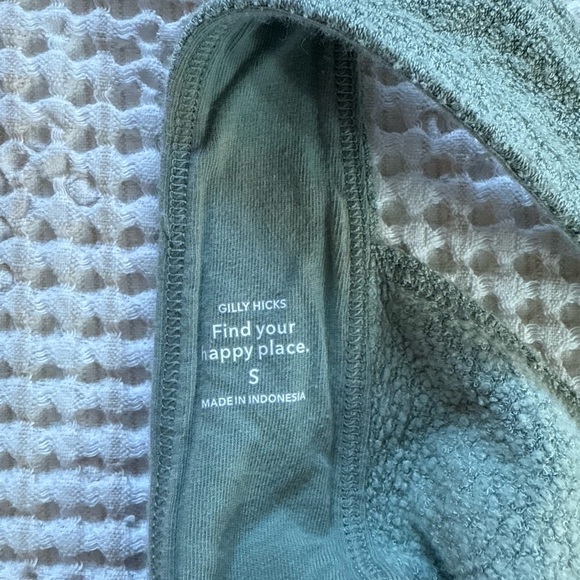 GILLY HICKS
Find your
happy place.
S
MADE IN INDONESIA